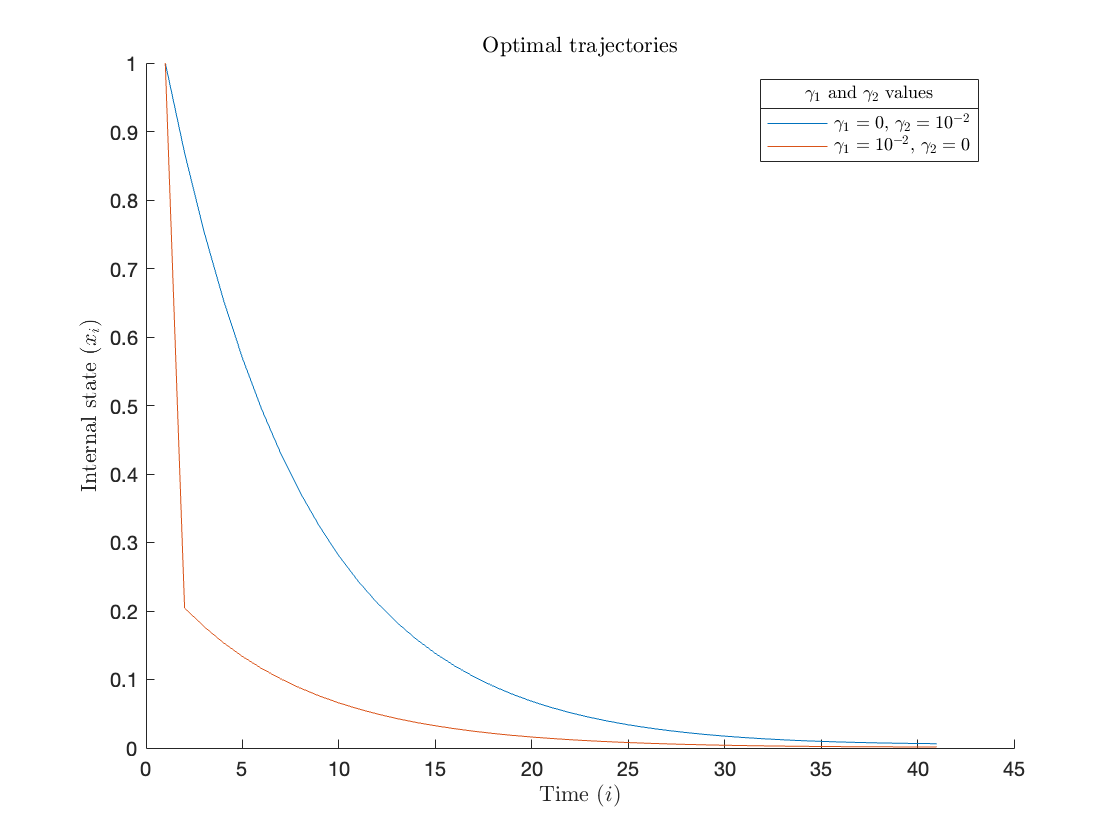 Optimal trajectories
γ₁ and γ₂ values
γ₁ = 0, γ₂ = 10⁻²
γ₁ = 10⁻², γ₂ = 0
Internal state (xᵢ)
1
0.9
0.8
0.7
0.6
0.5
0.4
0.3
0.2
0.1
0
0 5 10 15 20 25 30 35 40 45
Time (i)